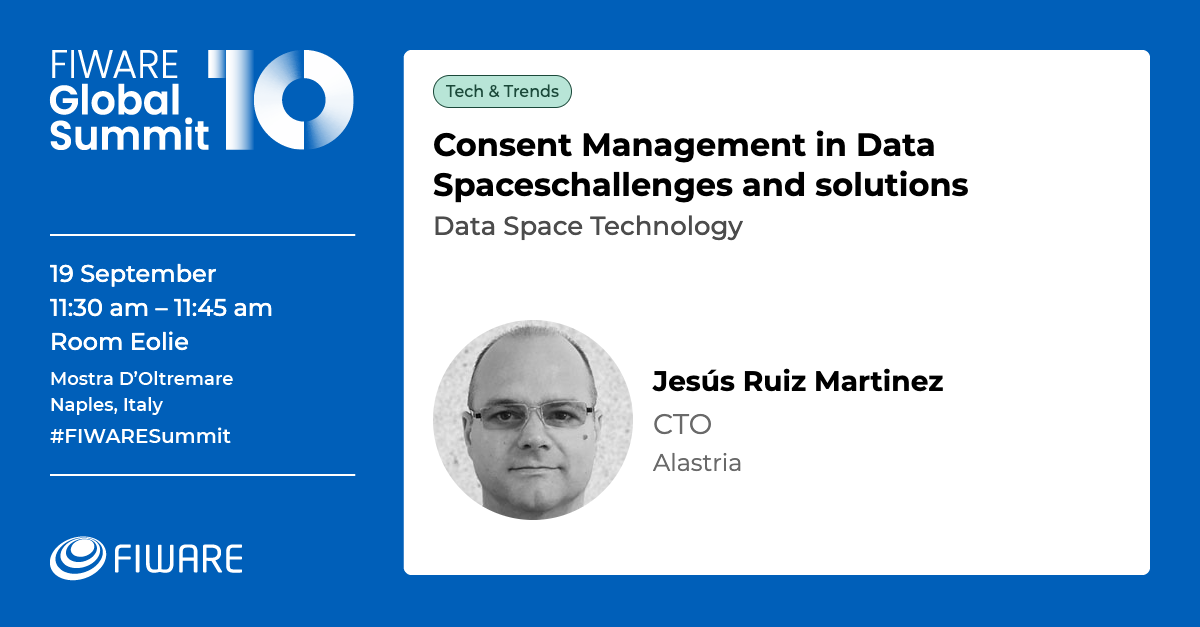 FIWARE
Global
Summit
10
19 September
11:30 am – 11:45 am
Room Eolie
Mostra D’Oltremare
Naples, Italy
#FIWARESummit
FIWARE
Tech & Trends
Consent Management in Data
Spaceschallenges and solutions
Data Space Technology
Jesús Ruiz Martinez
CTO
Alastria